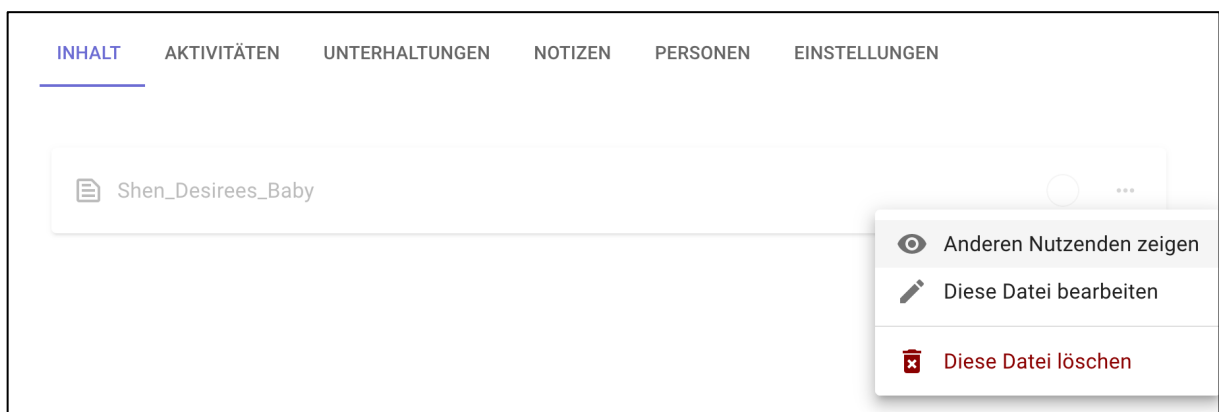 INHALT AKTIVITÄTEN UNTERHALTUNGEN NOTIZEN PERSONEN EINSTELLUNGEN
Shen_Desirees_Baby
Anderen Nutzenden zeigen
Diese Datei bearbeiten
Diese Datei löschen